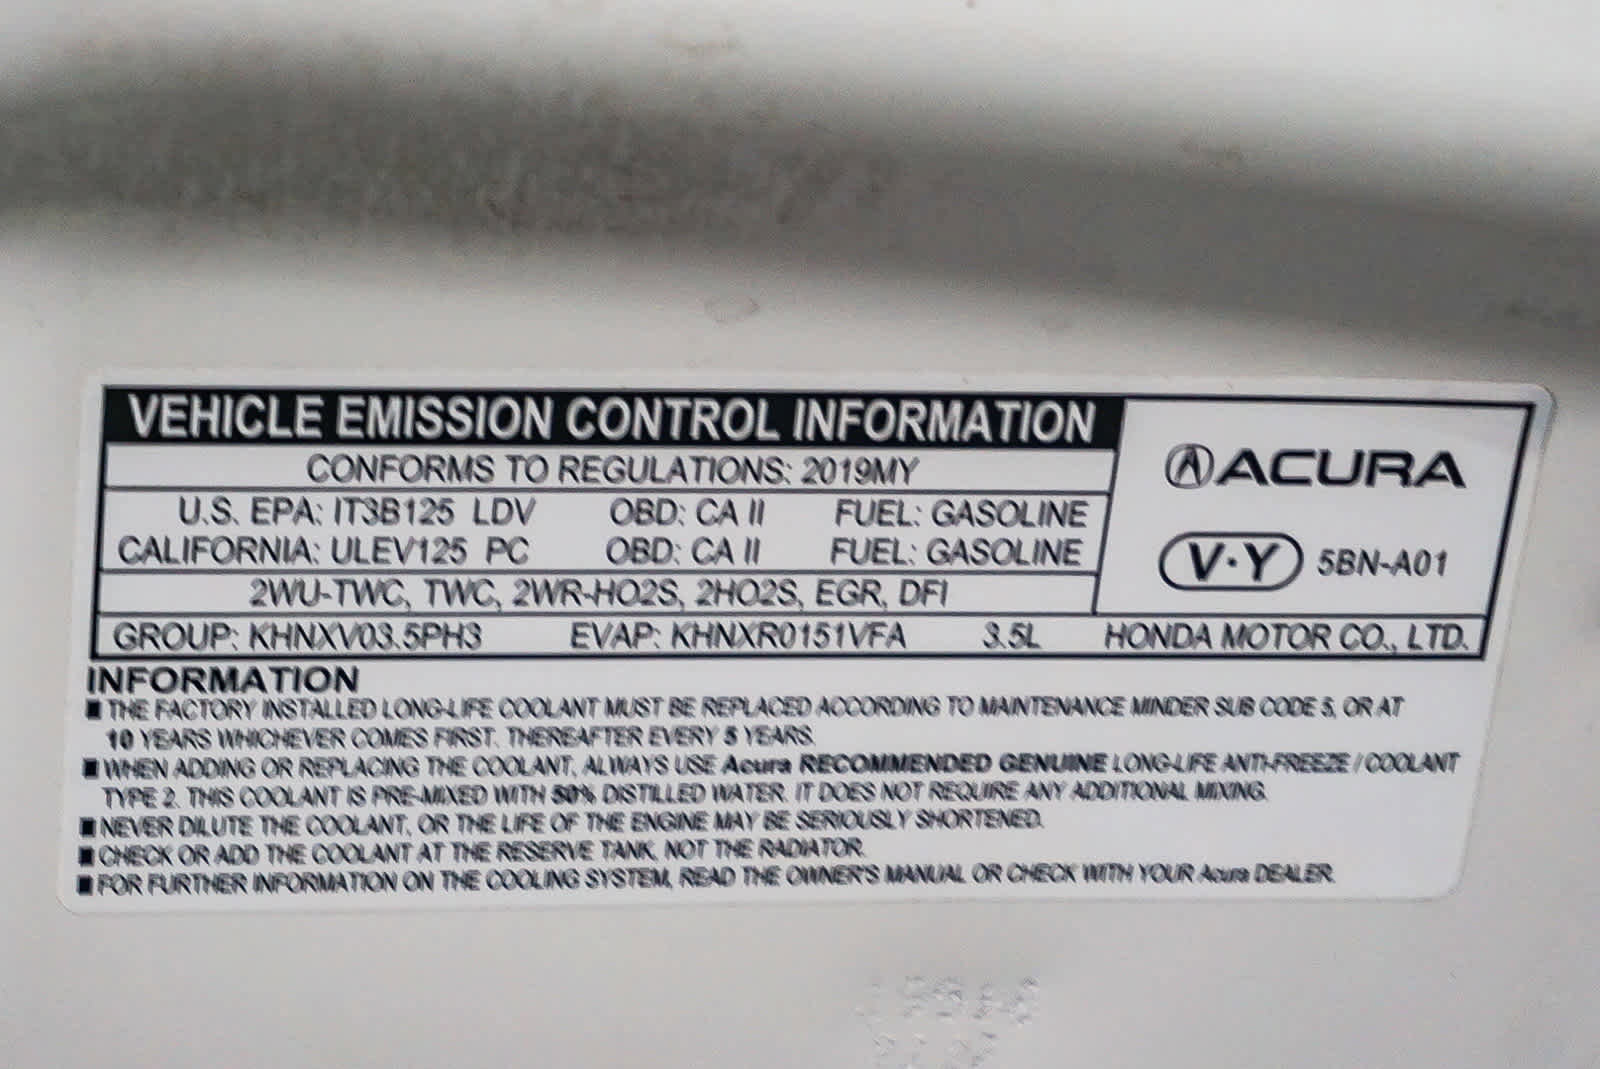 VEHICLE EMISSION CONTROL INFORMATION
CONFORMS TO REGULATIONS: 2019MY
U.S. EPA: IT3B125 LDV OBD: CA II FUEL: GASOLINE
CALIFORNIA: ULEV125 PC OBD: CA II FUEL: GASOLINE
2WU-TWC, TWC, 2WR-HO2S, 2HO2S, EGR, DFI
ACURA
V·Y 5BN-A01
GROUP: KHNXV03.5PH3 EVAP: KHNXR0151VFA 3.5L HONDA MOTOR CO., LTD.
INFORMATION
■ THE FACTORY INSTALLED LONG-LIFE COOLANT MUST BE REPLACED ACCORDING TO MAINTENANCE MINDER SUB CODE 5, OR AT
10 YEARS WHICHEVER COMES FIRST. THEREAFTER EVERY 5 YEARS.
■ WHEN ADDING OR REPLACING THE COOLANT, ALWAYS USE Acura RECOMMENDED GENUINE LONG-LIFE ANTI-FREEZE / COOLANT
TYPE 2. THIS COOLANT IS PRE-MIXED WITH 50% DISTILLED WATER. IT DOES NOT REQUIRE ANY ADDITIONAL MIXING.
■ NEVER DILUTE THE COOLANT, OR THE LIFE OF THE ENGINE MAY BE SERIOUSLY SHORTENED.
■ CHECK OR ADD THE COOLANT AT THE RESERVE TANK, NOT THE RADIATOR.
■ FOR FURTHER INFORMATION ON THE COOLING SYSTEM, READ THE OWNER'S MANUAL OR CHECK WITH YOUR Acura DEALER.